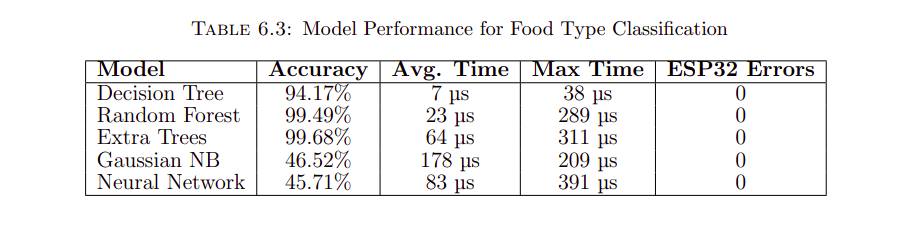 TABLE 6.3: Model Performance for Food Type Classification
Model Accuracy Avg. Time Max Time ESP32 Errors
Decision Tree 94.17% 7 µs 38 µs 0
Random Forest 99.49% 23 µs 289 µs 0
Extra Trees 99.68% 64 µs 311 µs 0
Gaussian NB 46.52% 178 µs 209 µs 0
Neural Network 45.71% 83 µs 391 µs 0